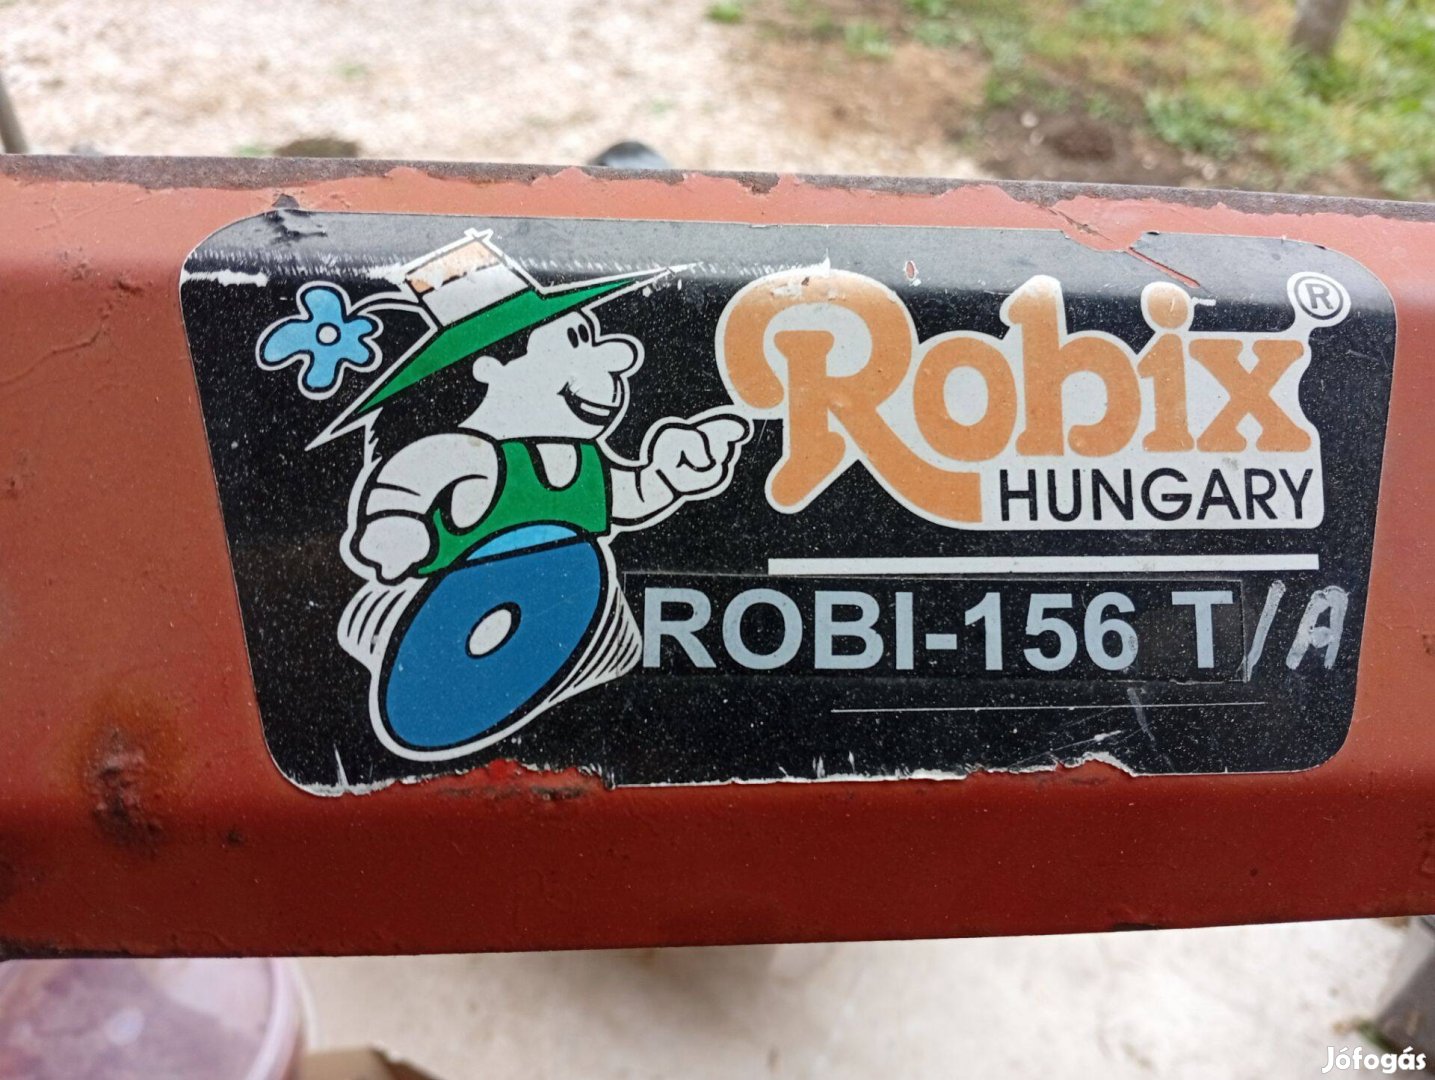 Robix ®
HUNGARY
ROBI-156 T/A
Jófogás